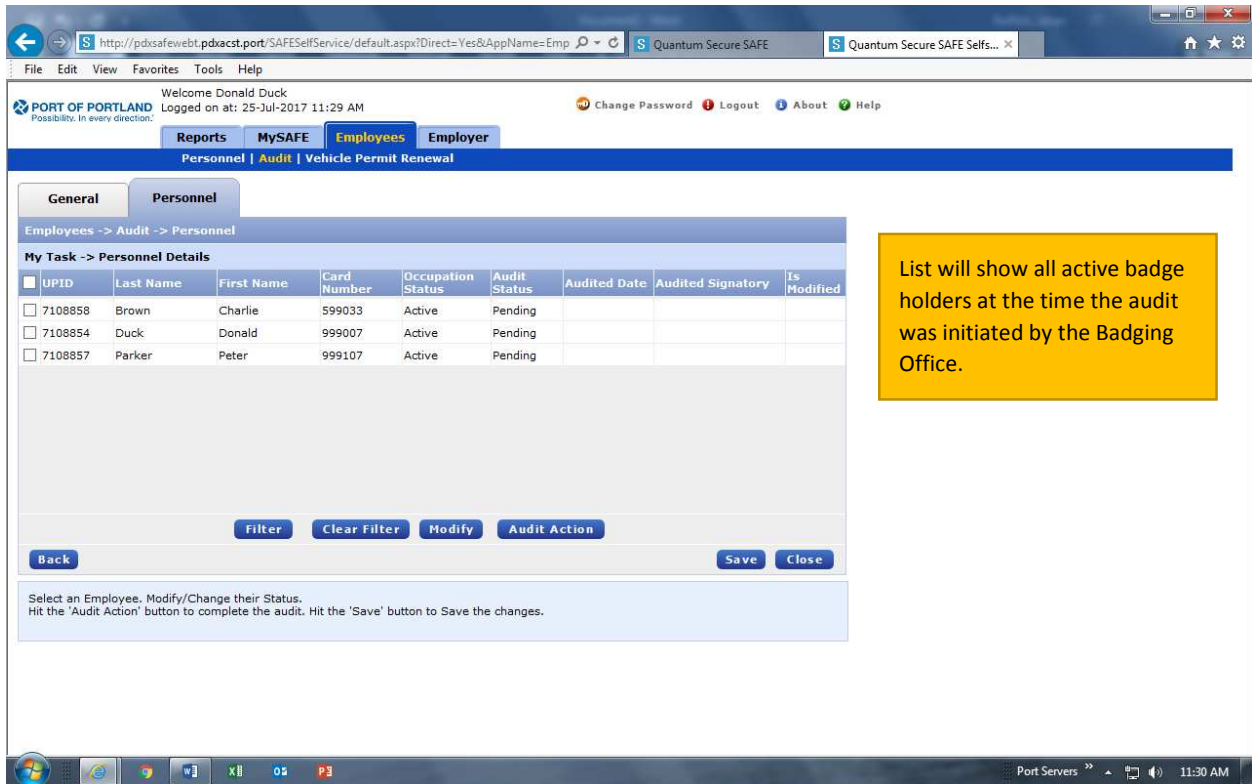 http://pdxsafewebt.pdxacst.port/SAFESelfService/default.aspx?Direct=Yes&AppName=Emp
Quantum Secure SAFE
Quantum Secure SAFE Selfs...
File Edit View Favorites Tools Help
PORT OF PORTLAND
Possibility. In every direction.
Welcome Donald Duck
Logged on at: 25-Jul-2017 11:29 AM
Change Password Logout About Help
Reports MySAFE Employees Employer
Personnel | Audit | Vehicle Permit Renewal
General Personnel
Employees -> Audit -> Personnel
My Task -> Personnel Details
UPID Last Name First Name Card Number Occupation Status Audit Status Audited Date Audited Signatory Is Modified
7108858 Brown Charlie 599033 Active Pending
7108854 Duck Donald 999007 Active Pending
7108857 Parker Peter 999107 Active Pending
Filter Clear Filter Modify Audit Action
Back Save Close
Select an Employee. Modify/Change their Status.
Hit the 'Audit Action' button to complete the audit. Hit the 'Save' button to Save the changes.
List will show all active badge
holders at the time the audit
was initiated by the Badging
Office.
Port Servers 11:30 AM